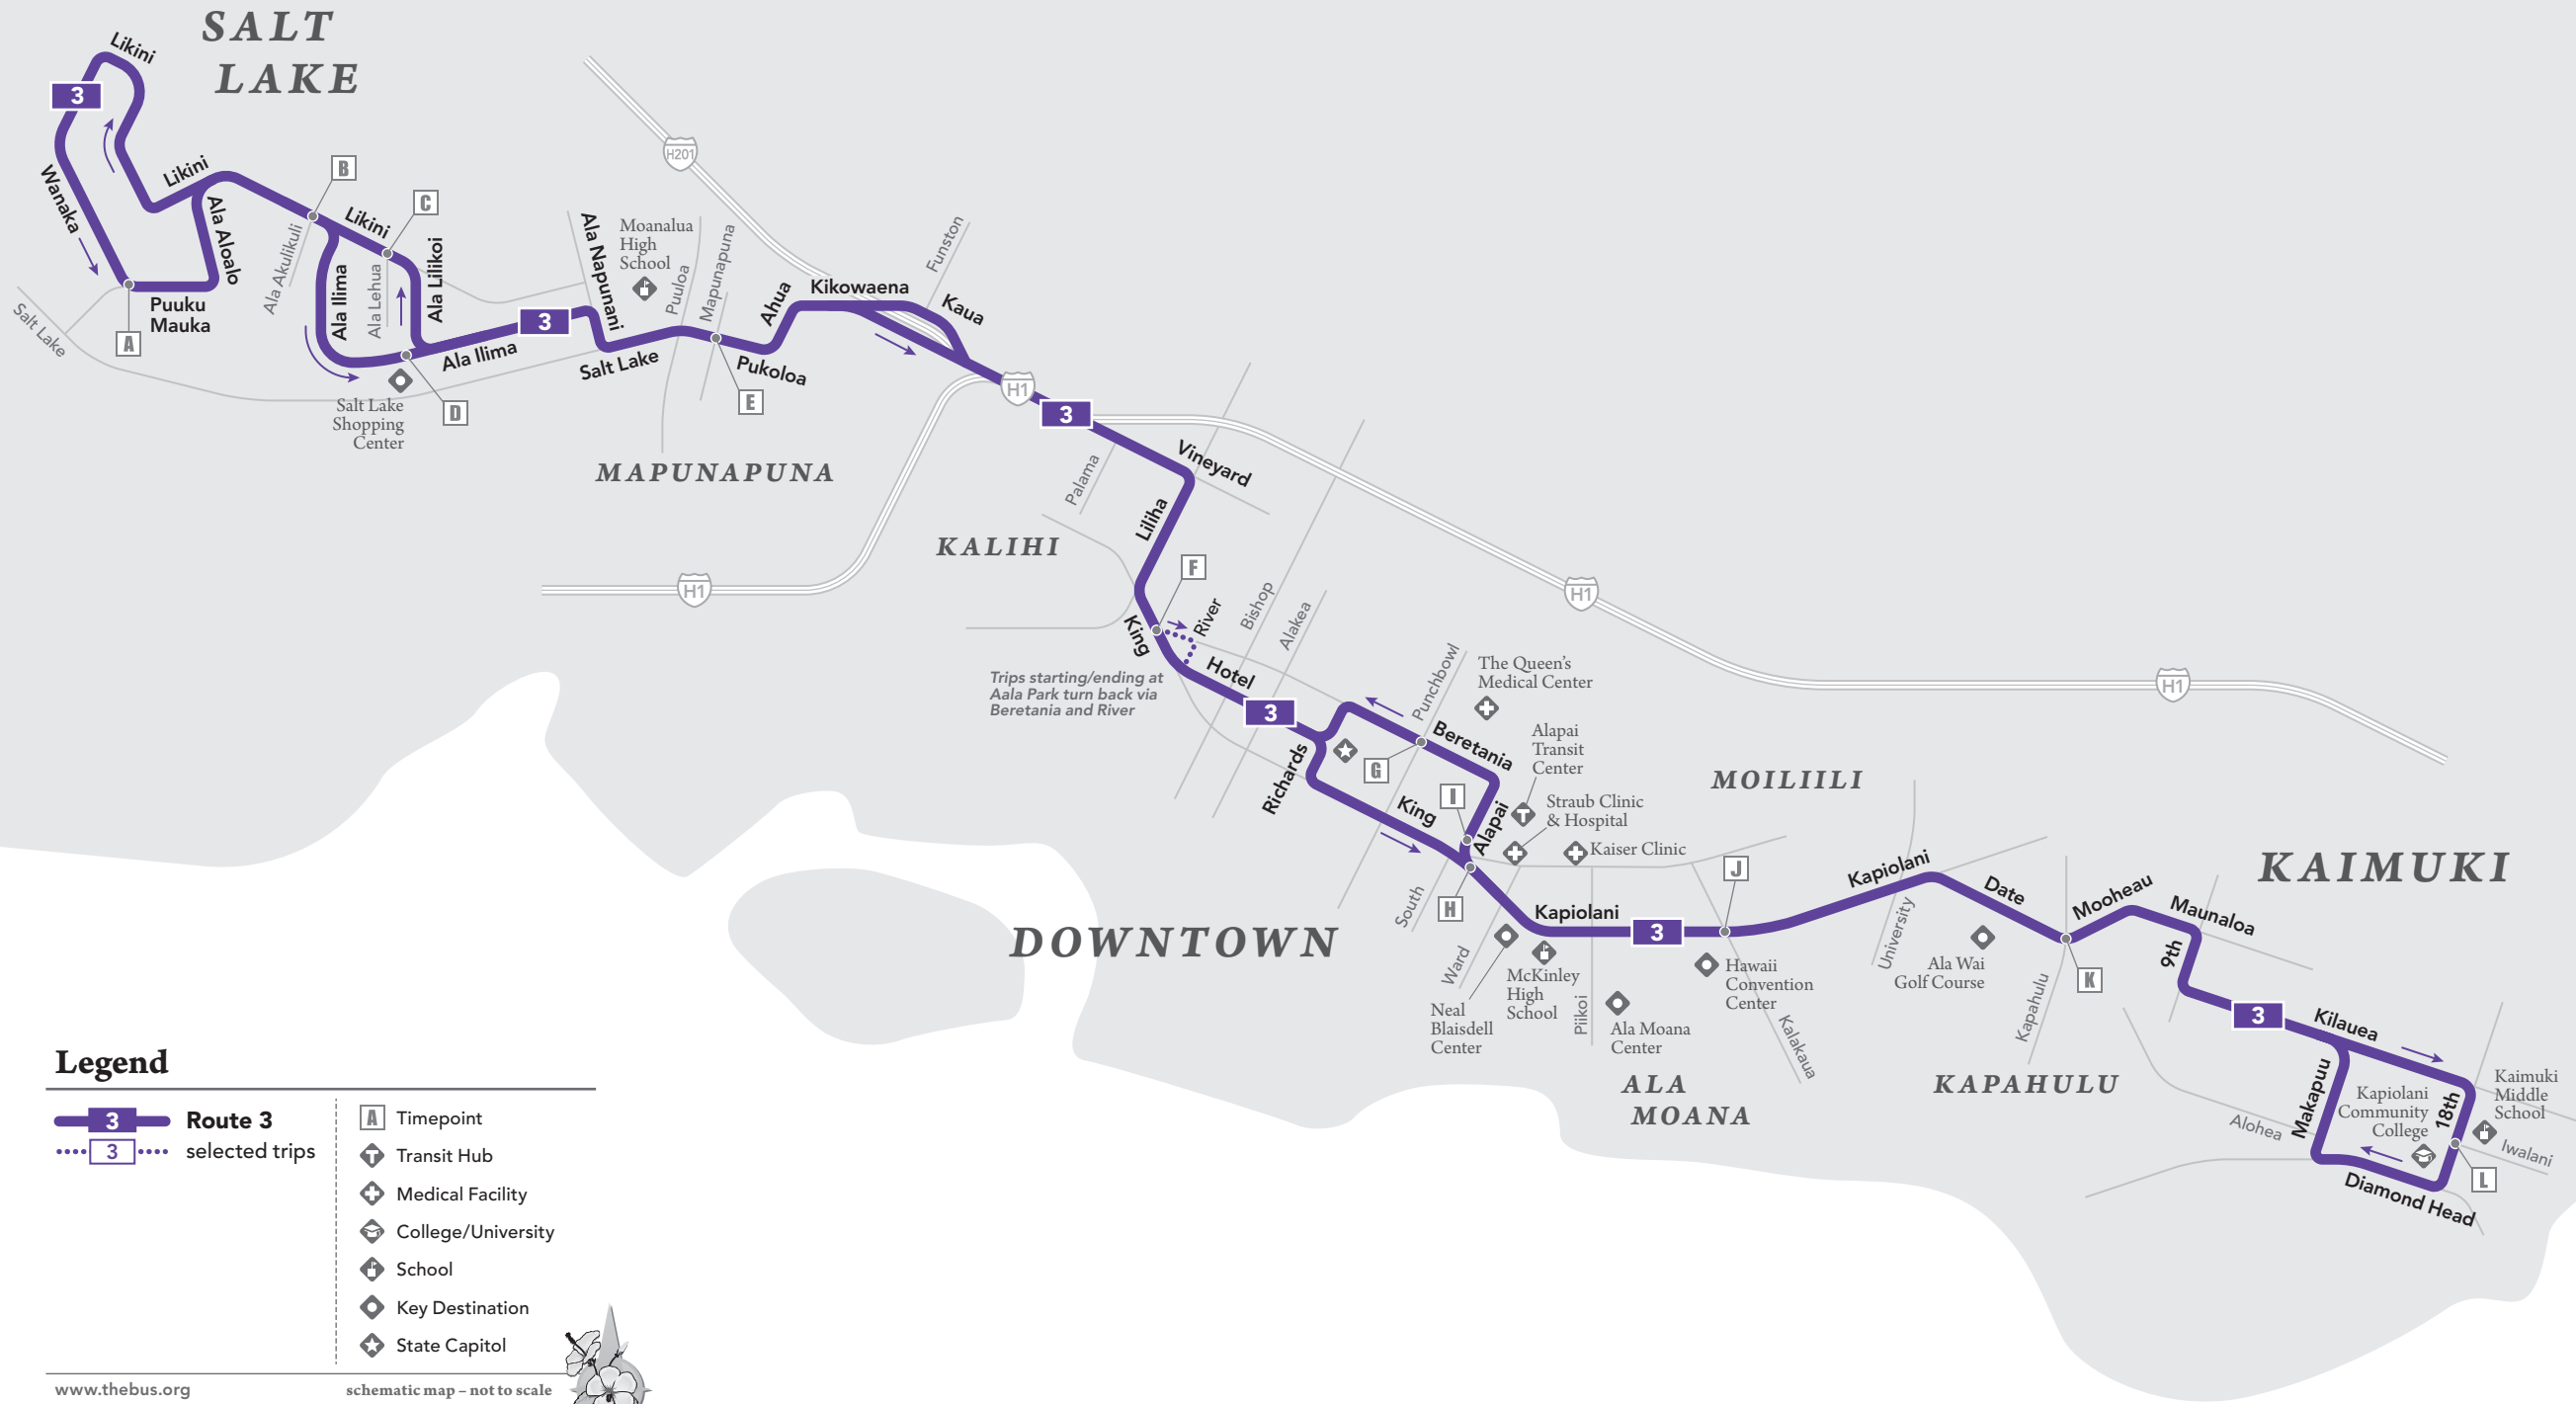 SALT
LAKE
Likini
3
Wanaka
Likini
Ala Aloalo
Puuku
Mauka
A
Salt Lake
B
C
Likini
Ala Akulikuli
Ala Ilima
Ala Lehua
Ala Lilikoi
D
Ala Ilima
Salt Lake
Shopping
Center
3
Ala Napunani
Moanalua
High
School
Puuloa
Mapunapuna
Salt Lake
Pukoloa
E
Ahua
Kikowaena
Kaua
Funston
H201
H1
3
MAPUNAPUNA
H1
KALIHI
Palama
Vineyard
Liliha
F
King
River
Trips starting/ending at
Aala Park turn back via
Beretania and River
Hotel
Bishop
Alakea
3
H1
H1
Richards
Punchbowl
The Queen's
Medical Center
Beretania
G
Alapai
Transit
Center
I
King
Alapai
Straub Clinic
& Hospital
Kaiser Clinic
MOILIILI
South
H
Ward
DOWNTOWN
Kapiolani
3
J
McKinley
High
School
Neal
Blaisdell
Center
Piikoi
Ala Moana
Center
Hawaii
Convention
Center
Kalakaua
ALA
MOANA
Kapiolani
University
Date
Ala Wai
Golf Course
Kapahulu
K
Mooheau
Maunaloa
9th
KAIMUKI
KAPAHULU
3
Kilauea
Makapuu
Kapiolani
Community
College
18th
Kaimuki
Middle
School
Alohea
Iwalani
L
Diamond Head
Legend
3
Route 3
3
selected trips
A
Timepoint
Transit Hub
Medical Facility
College/University
School
Key Destination
State Capitol
www.thebus.org
schematic map – not to scale